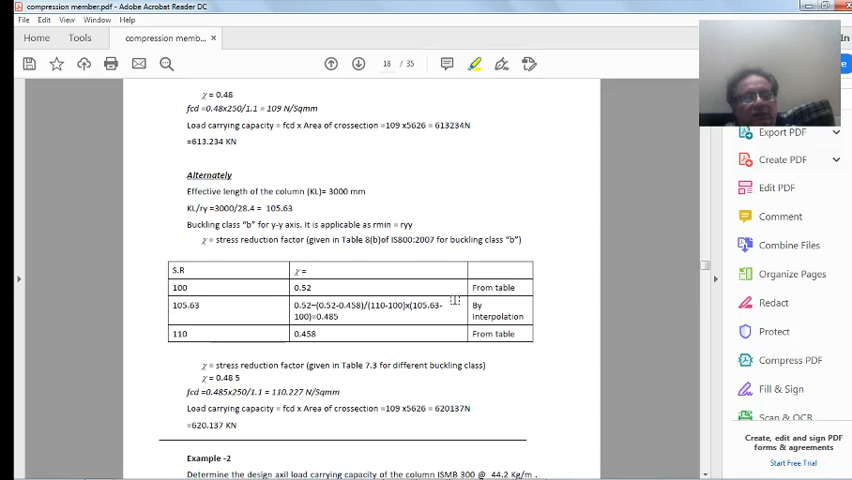 compression member.pdf - Adobe Acrobat Reader DC
File Edit View Window Help
Home Tools compression memb... × In
18 / 35
χ = 0.48
fcd =0.48x250/1.1 = 109 N/Sqmm
Load carrying capacity = fcd x Area of crossection =109 x5626 = 613234N
=613.234 KN
Alternately
Effective length of the column (KL)= 3000 mm
KL/ry =3000/28.4 = 105.63
Buckling class “b” for y-y axis. It is applicable as rmin = ryy
χ = stress reduction factor (given in Table 8(b)of IS800:2007 for buckling class “b”)
S.R χ =
100 0.52 From table
105.63 0.52–(0.52-0.458)/(110-100)x(105.63-100)=0.485 By Interpolation
110 0.458 From table
χ = stress reduction factor (given in Table 7.3 for different buckling class)
χ = 0.48 5
fcd =0.485x250/1.1 = 110.227 N/Sqmm
Load carrying capacity = fcd x Area of crossection =109 x5626 = 620137N
=620.137 KN
Example -2
Determine the design axil load carrying capacity of the column ISMB 300 @ 44.2 Kg/m .
Export PDF
Create PDF
Edit PDF
Comment
Combine Files
Organize Pages
Redact
Protect
Compress PDF
Fill & Sign
Scan & OCR
Create, edit and sign PDF
forms & agreements
Start Free Trial